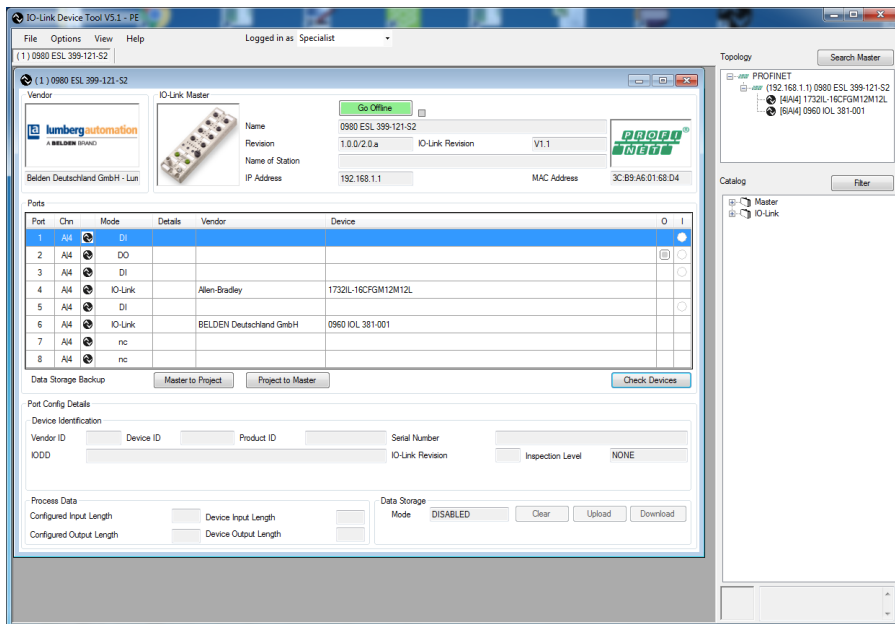 IO-Link Device Tool V5.1 - PE
File Options View Help Logged in as Specialist
(1) 0980 ESL 399-121-S2
(1) 0980 ESL 399-121-S2
Vendor
lumbergautomation
A BELDEN BRAND
Belden Deutschland GmbH - Lum
IO-Link Master
Go Offline
Name 0980 ESL 399-121-S2
Revision 1.0.0/2.0.a IO-Link Revision V1.1
Name of Station
IP Address 192.168.1.1 MAC Address 3C:B9:A6:01:68:D4
PROFI
NET
Ports
Port Chn Mode Details Vendor Device O I
1 A/4 DI
2 A/4 DO
3 A/4 DI
4 A/4 IO-Link Allen-Bradley 1732IL-16CFGM12M12L
5 A/4 DI
6 A/4 IO-Link BELDEN Deutschland GmbH 0960 IOL 381-001
7 A/4 nc
8 A/4 nc
Data Storage Backup Master to Project Project to Master Check Devices
Port Config Details
Device Identification
Vendor ID Device ID Product ID Serial Number
IODD IO-Link Revision Inspection Level NONE
Process Data
Configured Input Length Device Input Length
Configured Output Length Device Output Length
Data Storage
Mode DISABLED Clear Upload Download
Topology Search Master
PROFINET
(192.168.1.1) 0980 ESL 399-121-S2
[4|A/4] 1732IL-16CFGM12M12L
[6|A/4] 0960 IOL 381-001
Catalog Filter
Master
IO-Link